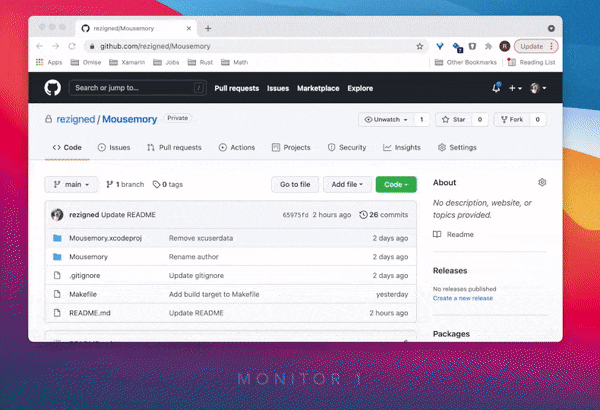 rezigned/Mousemory
github.com/rezigned/Mousemory
Update
Apps Omise Xamarin Jobs Rust Math Other Bookmarks Reading List
Search or jump to... / Pull requests Issues Marketplace Explore
rezigned / Mousemory Private Unwatch 1 Star 0 Fork 0
Code Issues Pull requests Actions Projects Security Insights Settings
main 1 branch 0 tags Go to file Add file Code
About
No description, website, or topics provided.
Readme
rezigned Update README 65975fd 2 hours ago 26 commits
Mousemory.xcodeproj Remove xcuserdata 2 days ago
Mousemory Rename author 2 days ago
.gitignore Update gitignore 2 days ago
Makefile Add build target to Makefile yesterday
README.md Update README 2 hours ago
Releases
No releases published
Create a new release
Packages
MONITOR 1